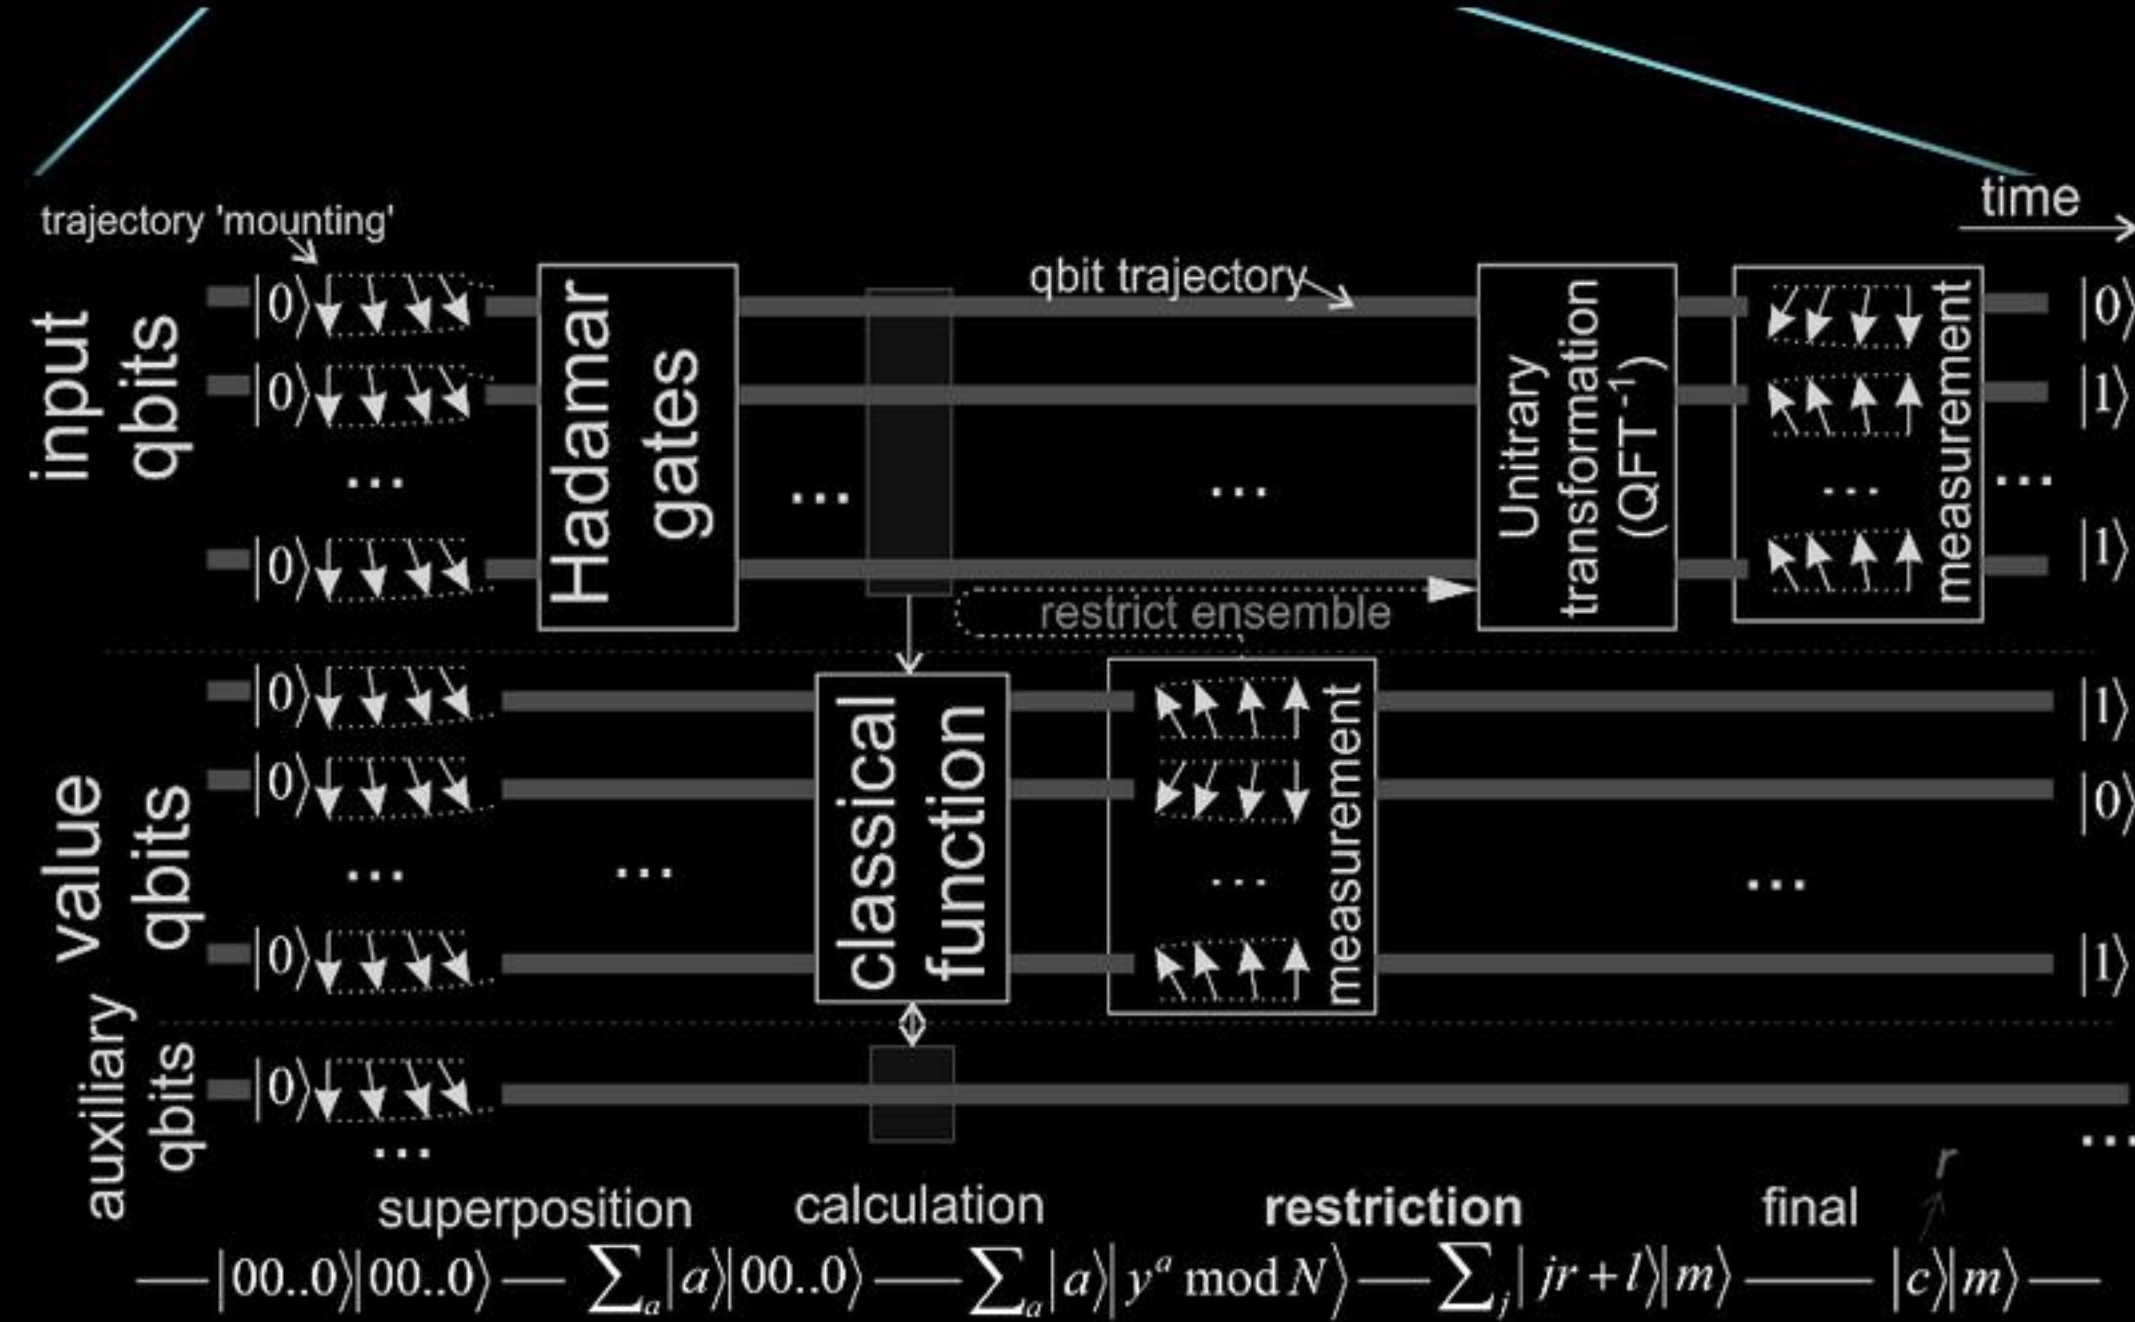 time
trajectory 'mounting'
input
qbits
|0⟩
|0⟩
...
|0⟩
Hadamar
gates
...
qbit trajectory
...
restrict ensemble
Unitrary
transformation
(QFT⁻¹)
...
measurement
...
|0⟩
|1⟩
|1⟩
value
qbits
|0⟩
|0⟩
...
|0⟩
...
classical
function
...
measurement
...
|1⟩
|0⟩
|1⟩
auxiliary
qbits
|0⟩
...
...
r
superposition calculation restriction final
|00..0⟩|00..0⟩ — ∑ₐ|a⟩|00..0⟩ — ∑ₐ|a⟩|yᵃ mod N⟩ — ∑ⱼ|jr+l⟩|m⟩ — |c⟩|m⟩ —